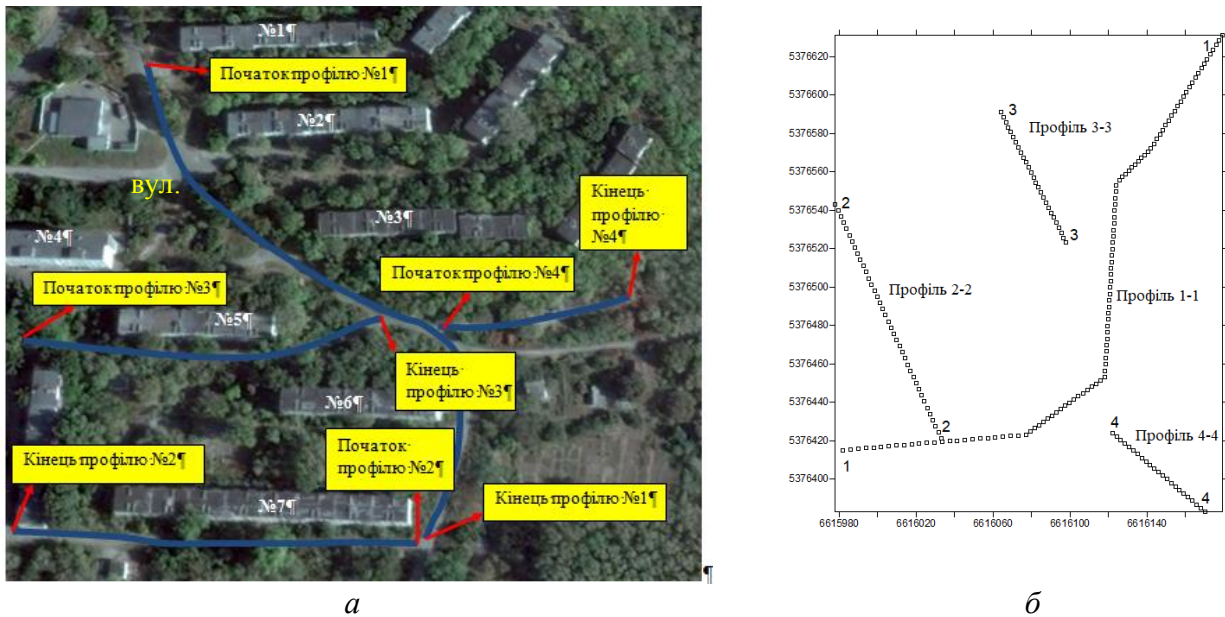 №1¶
Початок·профілю·№1¶
№2¶
вул.
Кінець·
профілю·
№4¶
№3¶
№4¶
Початок·профілю·№4¶
Початок·профілю·№3¶
№5¶
Кінець·
профілю·№3¶
№6¶
Початок·
профілю·№2¶
Кінець·профілю·№2¶
Кінець·профілю·№1¶
№7¶
¶
а
5376620
5376600
5376580
5376560
5376540
5376520
5376500
5376480
5376460
5376440
5376420
5376400
6615980 6616020 6616060 6616100 6616140
1
3
Профіль 3-3
2
3
Профіль 2-2
Профіль 1-1
2
4
Профіль 4-4
1
4
б